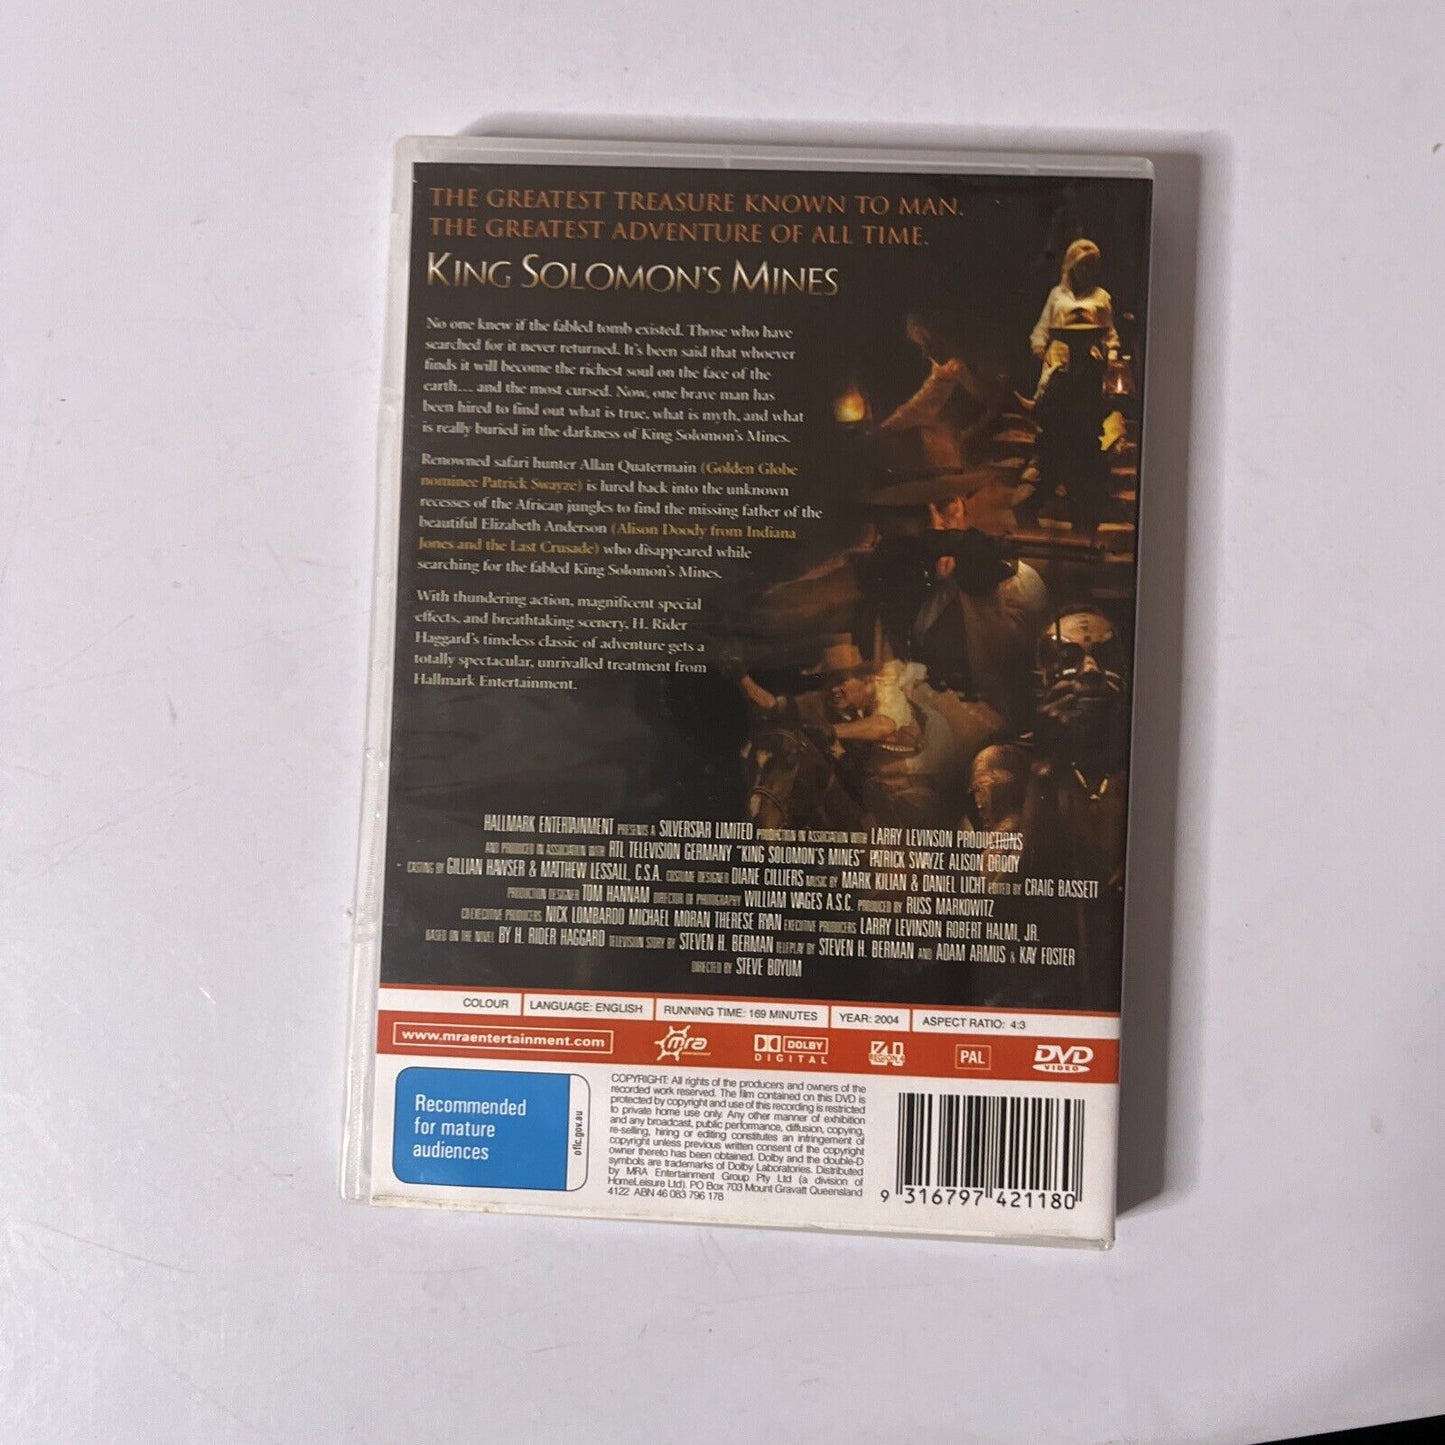 THE GREATEST TREASURE KNOWN TO MAN.
THE GREATEST ADVENTURE OF ALL TIME.
KING SOLOMON'S MINES
No one knew if the fabled tomb existed. Those who have
searched for it never returned. It's been said that whoever
finds it will become the richest soul on the face of the
earth... and the most cursed. Now, one brave man has
been hired to find out what is true, what is myth, and what
is really buried in the darkness of King Solomon's Mines.
Renowned safari hunter Allan Quatermain (Golden Globe
nominee Patrick Swayze) is lured back into the unknown
recesses of the African jungles to find the missing father of the
beautiful Elizabeth Anderson (Alison Doody from Indiana
Jones and the Last Crusade) who disappeared while
searching for the fabled King Solomon's Mines.
With thundering action, magnificent special
effects, and breathtaking scenery, H. Rider
Haggard's timeless classic of adventure gets a
totally spectacular, unrivalled treatment from
Hallmark Entertainment.
HALLMARK ENTERTAINMENT PRESENTS A SILVERSTAR LIMITED PRODUCTION IN ASSOCIATION WITH LARRY LEVINSON PRODUCTIONS
AND PRODUCED IN ASSOCIATION WITH RTL TELEVISION GERMANY "KING SOLOMON'S MINES" PATRICK SWAYZE ALISON DOODY
CASTING BY GILLIAN HAWSER & MATTHEW LESSALL, C.S.A. COSTUME DESIGNER DIANE CILLIERS MUSIC BY MARK KILIAN & DANIEL LICHT EDITED BY CRAIG BASSETT
PRODUCTION DESIGNER TOM HANNAM DIRECTOR OF PHOTOGRAPHY WILLIAM WAGES A.S.C. PRODUCED BY RUSS MARKOWITZ
CO-EXECUTIVE PRODUCERS NICK LOMBARDO MICHAEL MORAN THERESE RYAN EXECUTIVE PRODUCERS LARRY LEVINSON ROBERT HALMI, JR.
BASED ON THE NOVEL BY H. RIDER HAGGARD TELEVISION STORY BY STEVEN H. BERMAN TELEPLAY BY STEVEN H. BERMAN AND ADAM ARMUS & KAY FOSTER
DIRECTED BY STEVE BOYUM
COLOUR LANGUAGE: ENGLISH RUNNING TIME: 169 MINUTES YEAR: 2004 ASPECT RATIO: 4:3
www.mraentertainment.com mra entertainment DOLBY DIGITAL REGION 4 PAL DVD VIDEO
Recommended
for mature
audiences
oflc.gov.au
COPYRIGHT: All rights of the producers and owners of the
recorded work reserved. The film contained on this DVD is
protected by copyright and use of this recording is restricted
to private home use only. Any other manner of exhibition
and any broadcast, public performance, diffusion, copying,
re-selling, hiring or editing constitutes an infringement of
copyright unless previous written consent of the copyright
owner thereto has been obtained. Dolby and the double-D
symbols are trademarks of Dolby Laboratories. Distributed
by MRA Entertainment Group Pty Ltd (a division of
HomeLeisure Ltd). PO Box 703 Mount Gravatt Queensland
4122 ABN 46 083 796 178
9 316797 421180